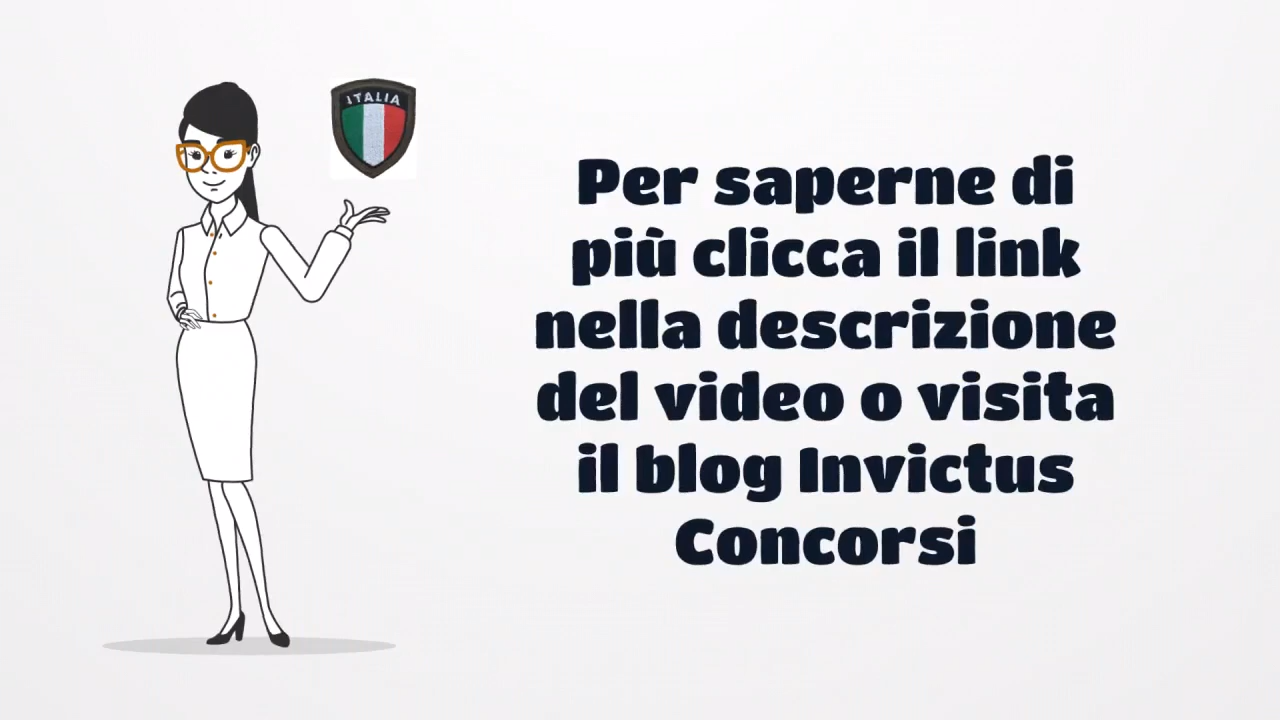 ITALIA
Per saperne di
più clicca il link
nella descrizione
del video o visita
il blog Invictus
Concorsi